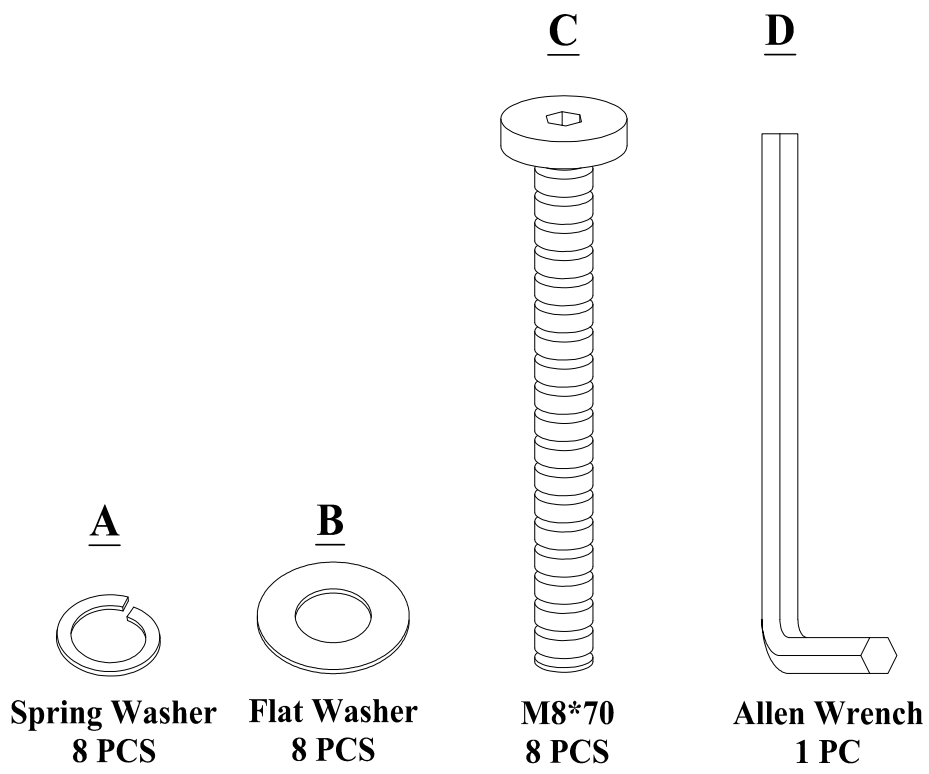 C
D
A
B
Spring Washer
8 PCS
Flat Washer
8 PCS
M8*70
8 PCS
Allen Wrench
1 PC